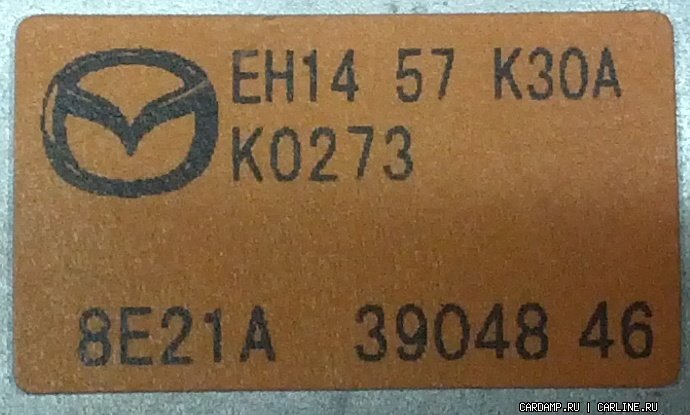 EH14 57 K30A
K0273
8E21A 39048 46
CARDAMP.RU | CARLINE.RU